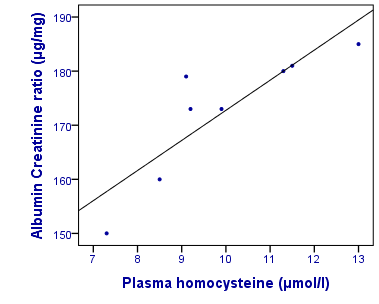 Albumin Creatinine ratio (µg/mg)
190
180
170
160
150
7 8 9 10 11 12 13
Plasma homocysteine (µmol/l)